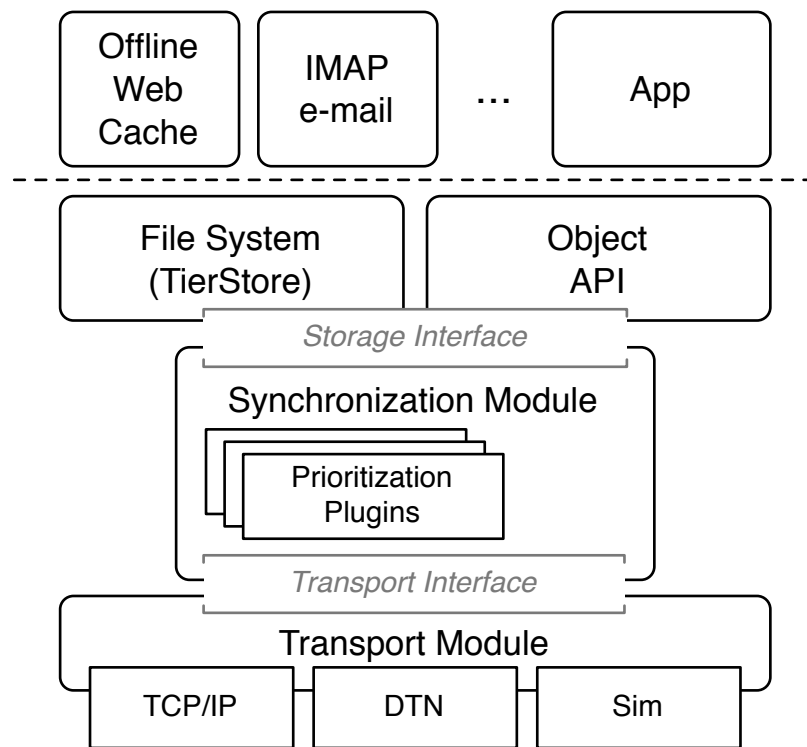 Offline
Web
Cache
IMAP
e-mail
...
App
File System
(TierStore)
Object
API
Storage Interface
Synchronization Module
Prioritization
Plugins
Transport Interface
Transport Module
TCP/IP
DTN
Sim